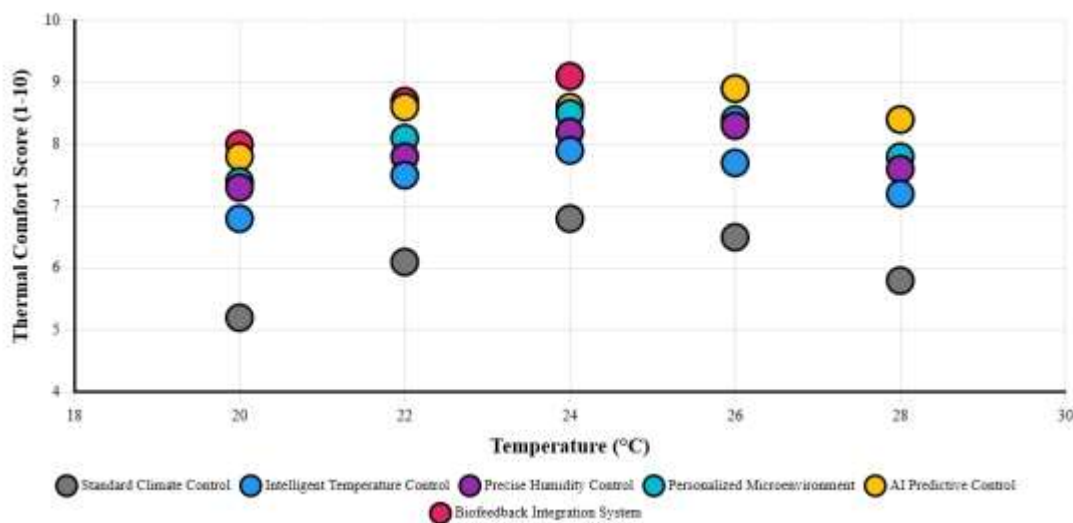 10
9
8
7
6
5
4
Thermal Comfort Score (1-10)
18 20 22 24 26 28 30
Temperature (°C)
Standard Climate Control Intelligent Temperature Control Precise Humidity Control Personalized Microenvironment AI Predictive Control
Biofeedback Integration System